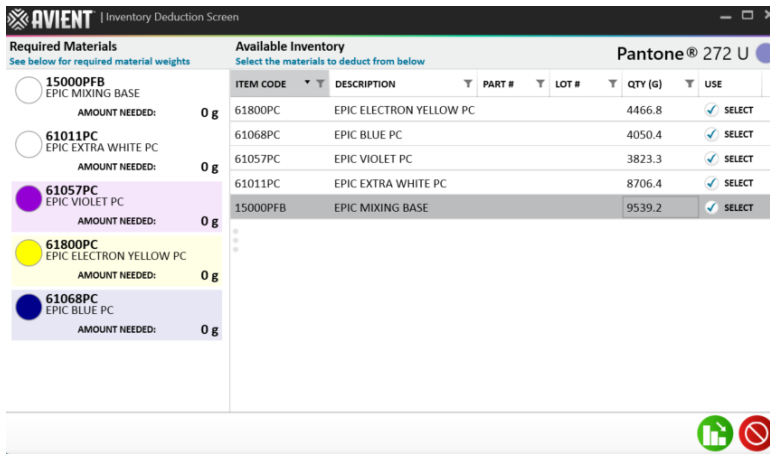 AVIENT | Inventory Deduction Screen
Required Materials
See below for required material weights
15000PFB
EPIC MIXING BASE
AMOUNT NEEDED: 0 g
61011PC
EPIC EXTRA WHITE PC
AMOUNT NEEDED: 0 g
61057PC
EPIC VIOLET PC
AMOUNT NEEDED: 0 g
61800PC
EPIC ELECTRON YELLOW PC
AMOUNT NEEDED: 0 g
61068PC
EPIC BLUE PC
AMOUNT NEEDED: 0 g
Available Inventory
Select the materials to deduct from below
Pantone® 272 U
ITEM CODE DESCRIPTION PART # LOT # QTY (G) USE
61800PC EPIC ELECTRON YELLOW PC 4466.8 SELECT
61068PC EPIC BLUE PC 4050.4 SELECT
61057PC EPIC VIOLET PC 3823.3 SELECT
61011PC EPIC EXTRA WHITE PC 8706.4 SELECT
15000PFB EPIC MIXING BASE 9539.2 SELECT